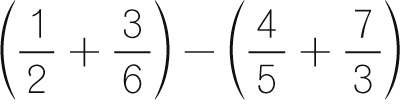 (1/2 + 3/6) − (4/5 + 7/3)